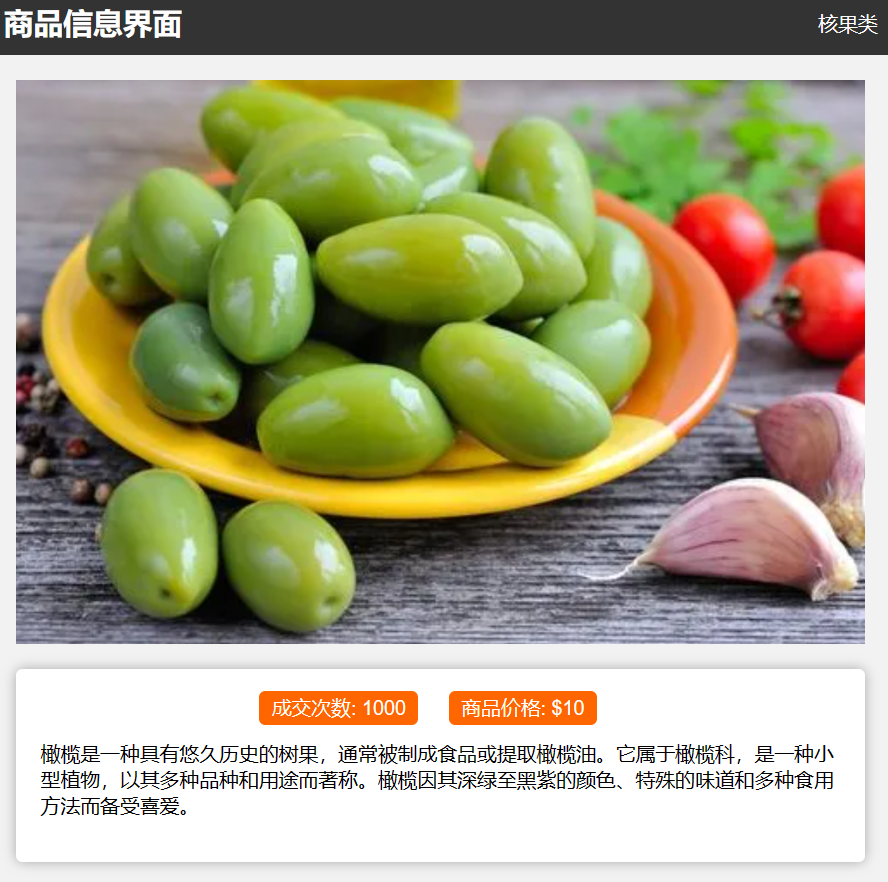 商品信息界面
核果类
成交次数: 1000
商品价格: $10
橄榄是一种具有悠久历史的树果，通常被制成食品或提取橄榄油。它属于橄榄科，是一种小
型植物，以其多种品种和用途而著称。橄榄因其深绿至黑紫的颜色、特殊的味道和多种食用
方法而备受喜爱。